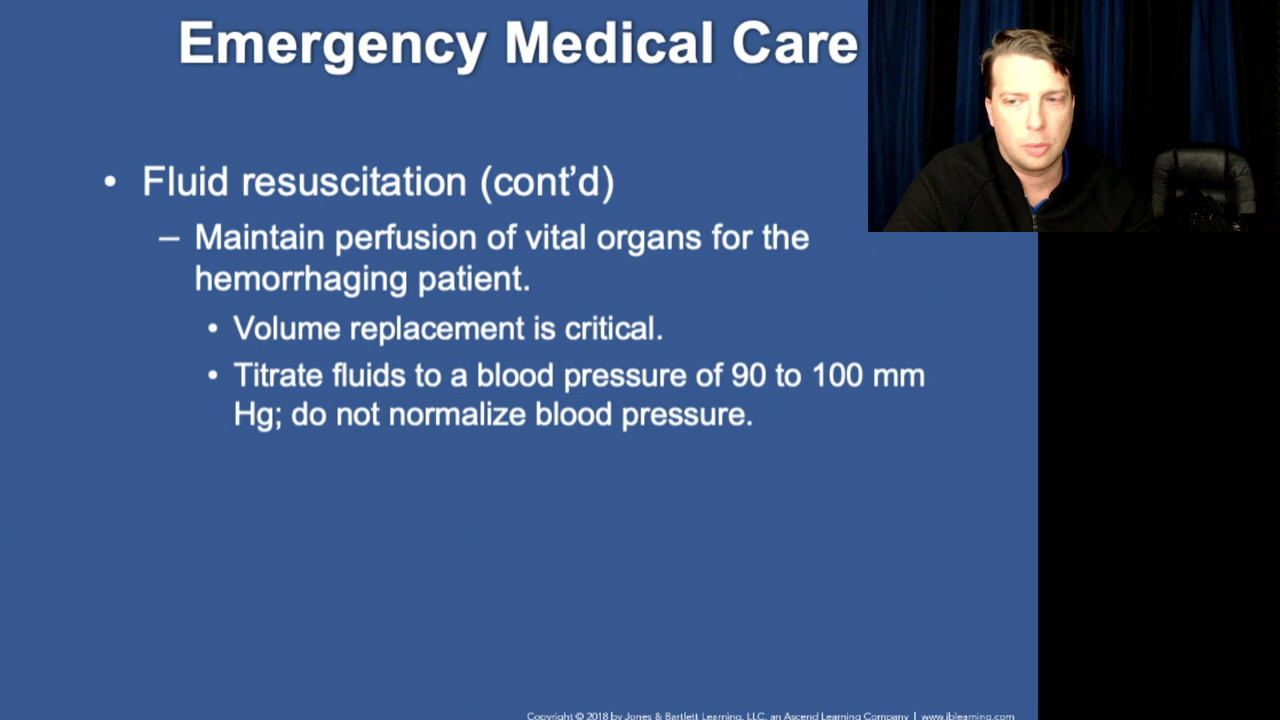 Emergency Medical Care
• Fluid resuscitation (cont’d)
– Maintain perfusion of vital organs for the
hemorrhaging patient.
• Volume replacement is critical.
• Titrate fluids to a blood pressure of 90 to 100 mm
Hg; do not normalize blood pressure.
Copyright © 2018 by Jones & Bartlett Learning, LLC, an Ascend Learning Company | www.jblearning.com